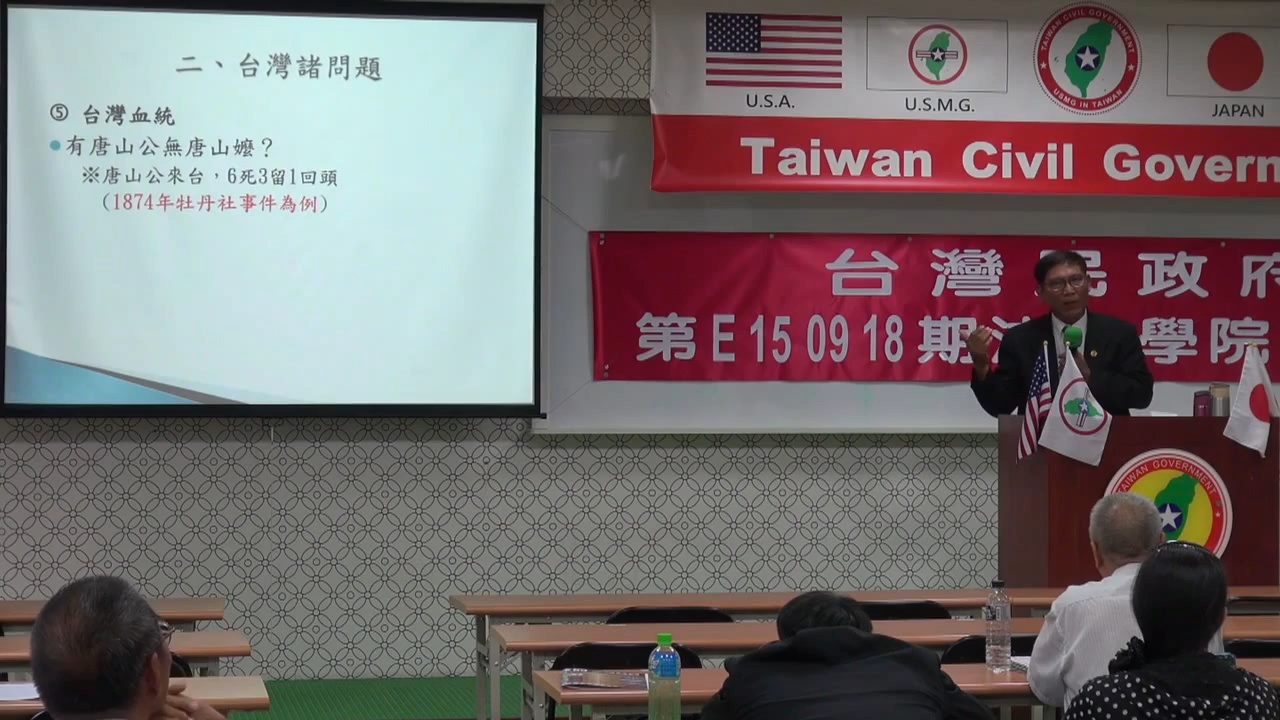 二、台灣諸問題
⑤ 台灣血統
有唐山公無唐山嬤？
※唐山公來台，6死3留1回頭
（1874年牡丹社事件為例）
U.S.A.
U.S.M.G.
TAIWAN CIVIL GOVERNMENT
USMG IN TAIWAN
JAPAN
Taiwan Civil Govern
台灣民政府
第E 15 09 18期 學院
TAIWAN GOVERNMENT